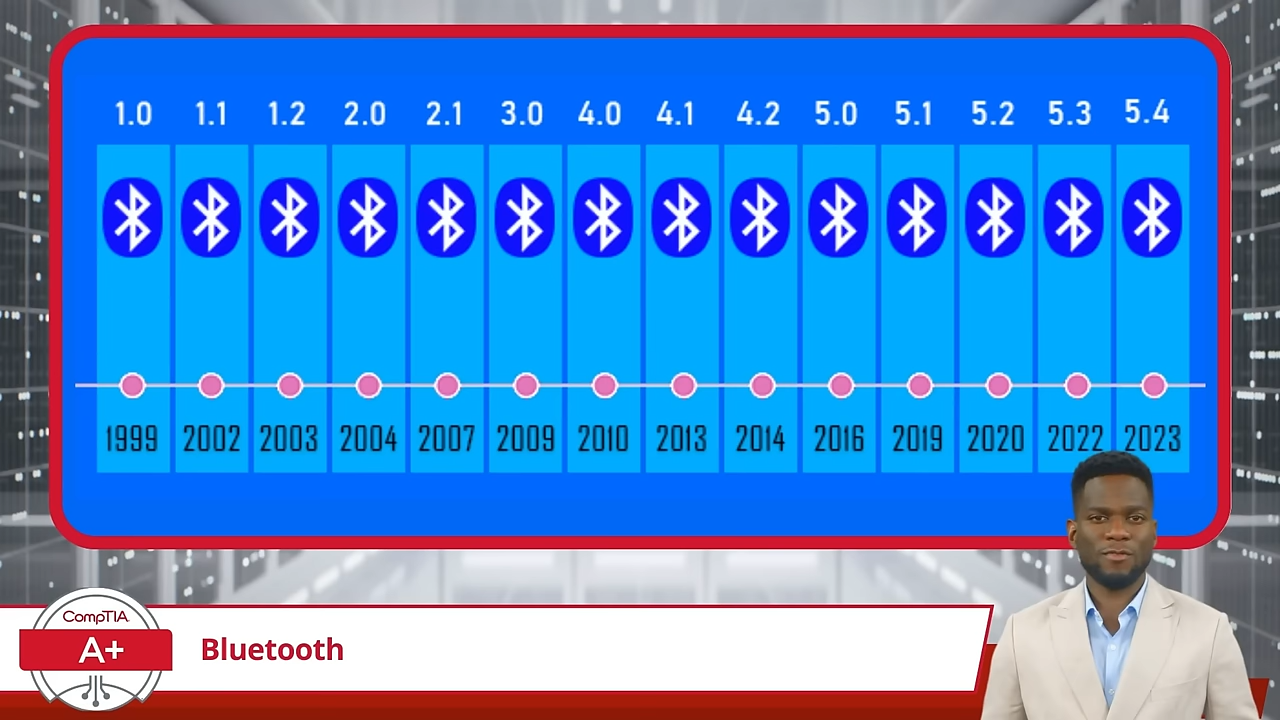 1.0 1.1 1.2 2.0 2.1 3.0 4.0 4.1 4.2 5.0 5.1 5.2 5.3 5.4
1999 2002 2003 2004 2007 2009 2010 2013 2014 2016 2019 2020 2022 2023
CompTIA.
A+
Bluetooth